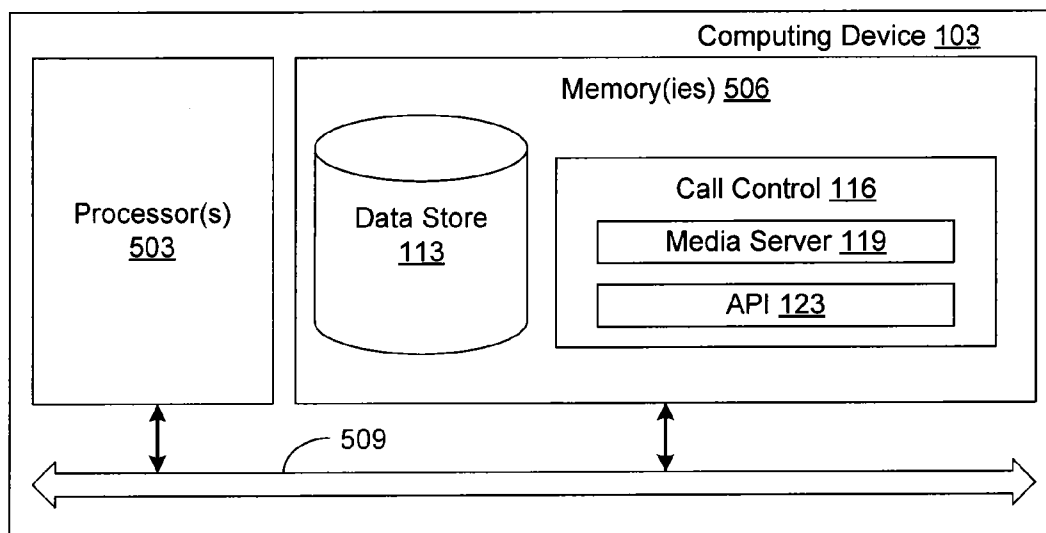 Computing Device 103
Processor(s)
503
Memory(ies) 506
Data Store
113
Call Control 116
Media Server 119
API 123
509